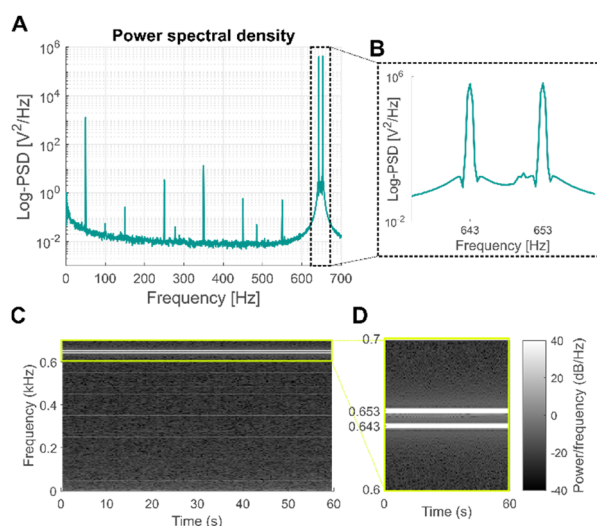 A
Power spectral density
10^6
10^4
10^2
10^0
10^-2
Log-PSD [V^2/Hz]
0 100 200 300 400 500 600 700
Frequency [Hz]
B
10^6
Log-PSD [V^2/Hz]
10^2
643 653
Frequency [Hz]
C
Frequency (kHz)
0.6
0.4
0.2
0
0 10 20 30 40 50 60
Time (s)
D
0.7
0.653
0.643
0.6
0 60
Time (s)
40
20
0
-20
-40
Power/frequency (dB/Hz)